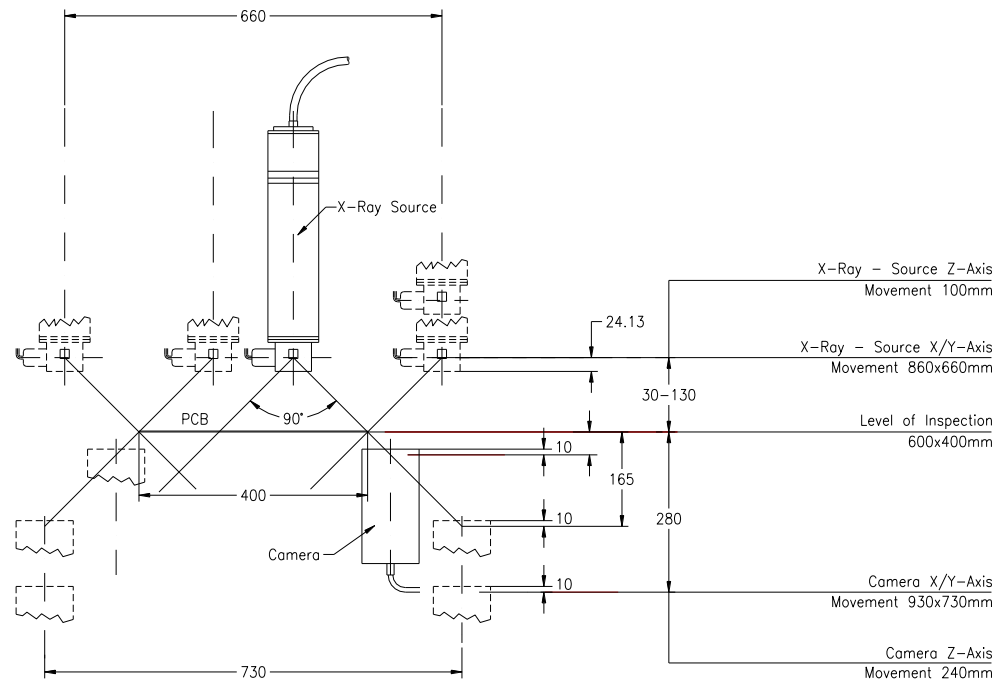 660
X-Ray Source
X-Ray - Source Z-Axis
Movement 100mm
24.13
X-Ray - Source X/Y-Axis
Movement 860x660mm
30-130
PCB
90°
Level of Inspection
600x400mm
10
165
400
10
280
Camera
10
Camera X/Y-Axis
Movement 930x730mm
Camera Z-Axis
Movement 240mm
730